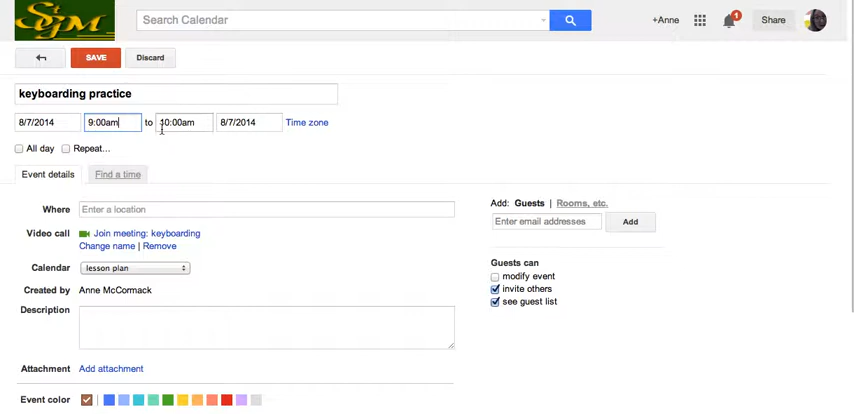 SGM
Search Calendar
+Anne
1
Share
SAVE
Discard
keyboarding practice
8/7/2014 9:00am to 10:00am 8/7/2014 Time zone
All day Repeat...
Event details Find a time
Add: Guests | Rooms, etc.
Where Enter a location
Enter email addresses Add
Video call Join meeting: keyboarding
Change name | Remove
Guests can
Calendar lesson plan
modify event
Created by Anne McCormack
invite others
see guest list
Description
Attachment Add attachment
Event color